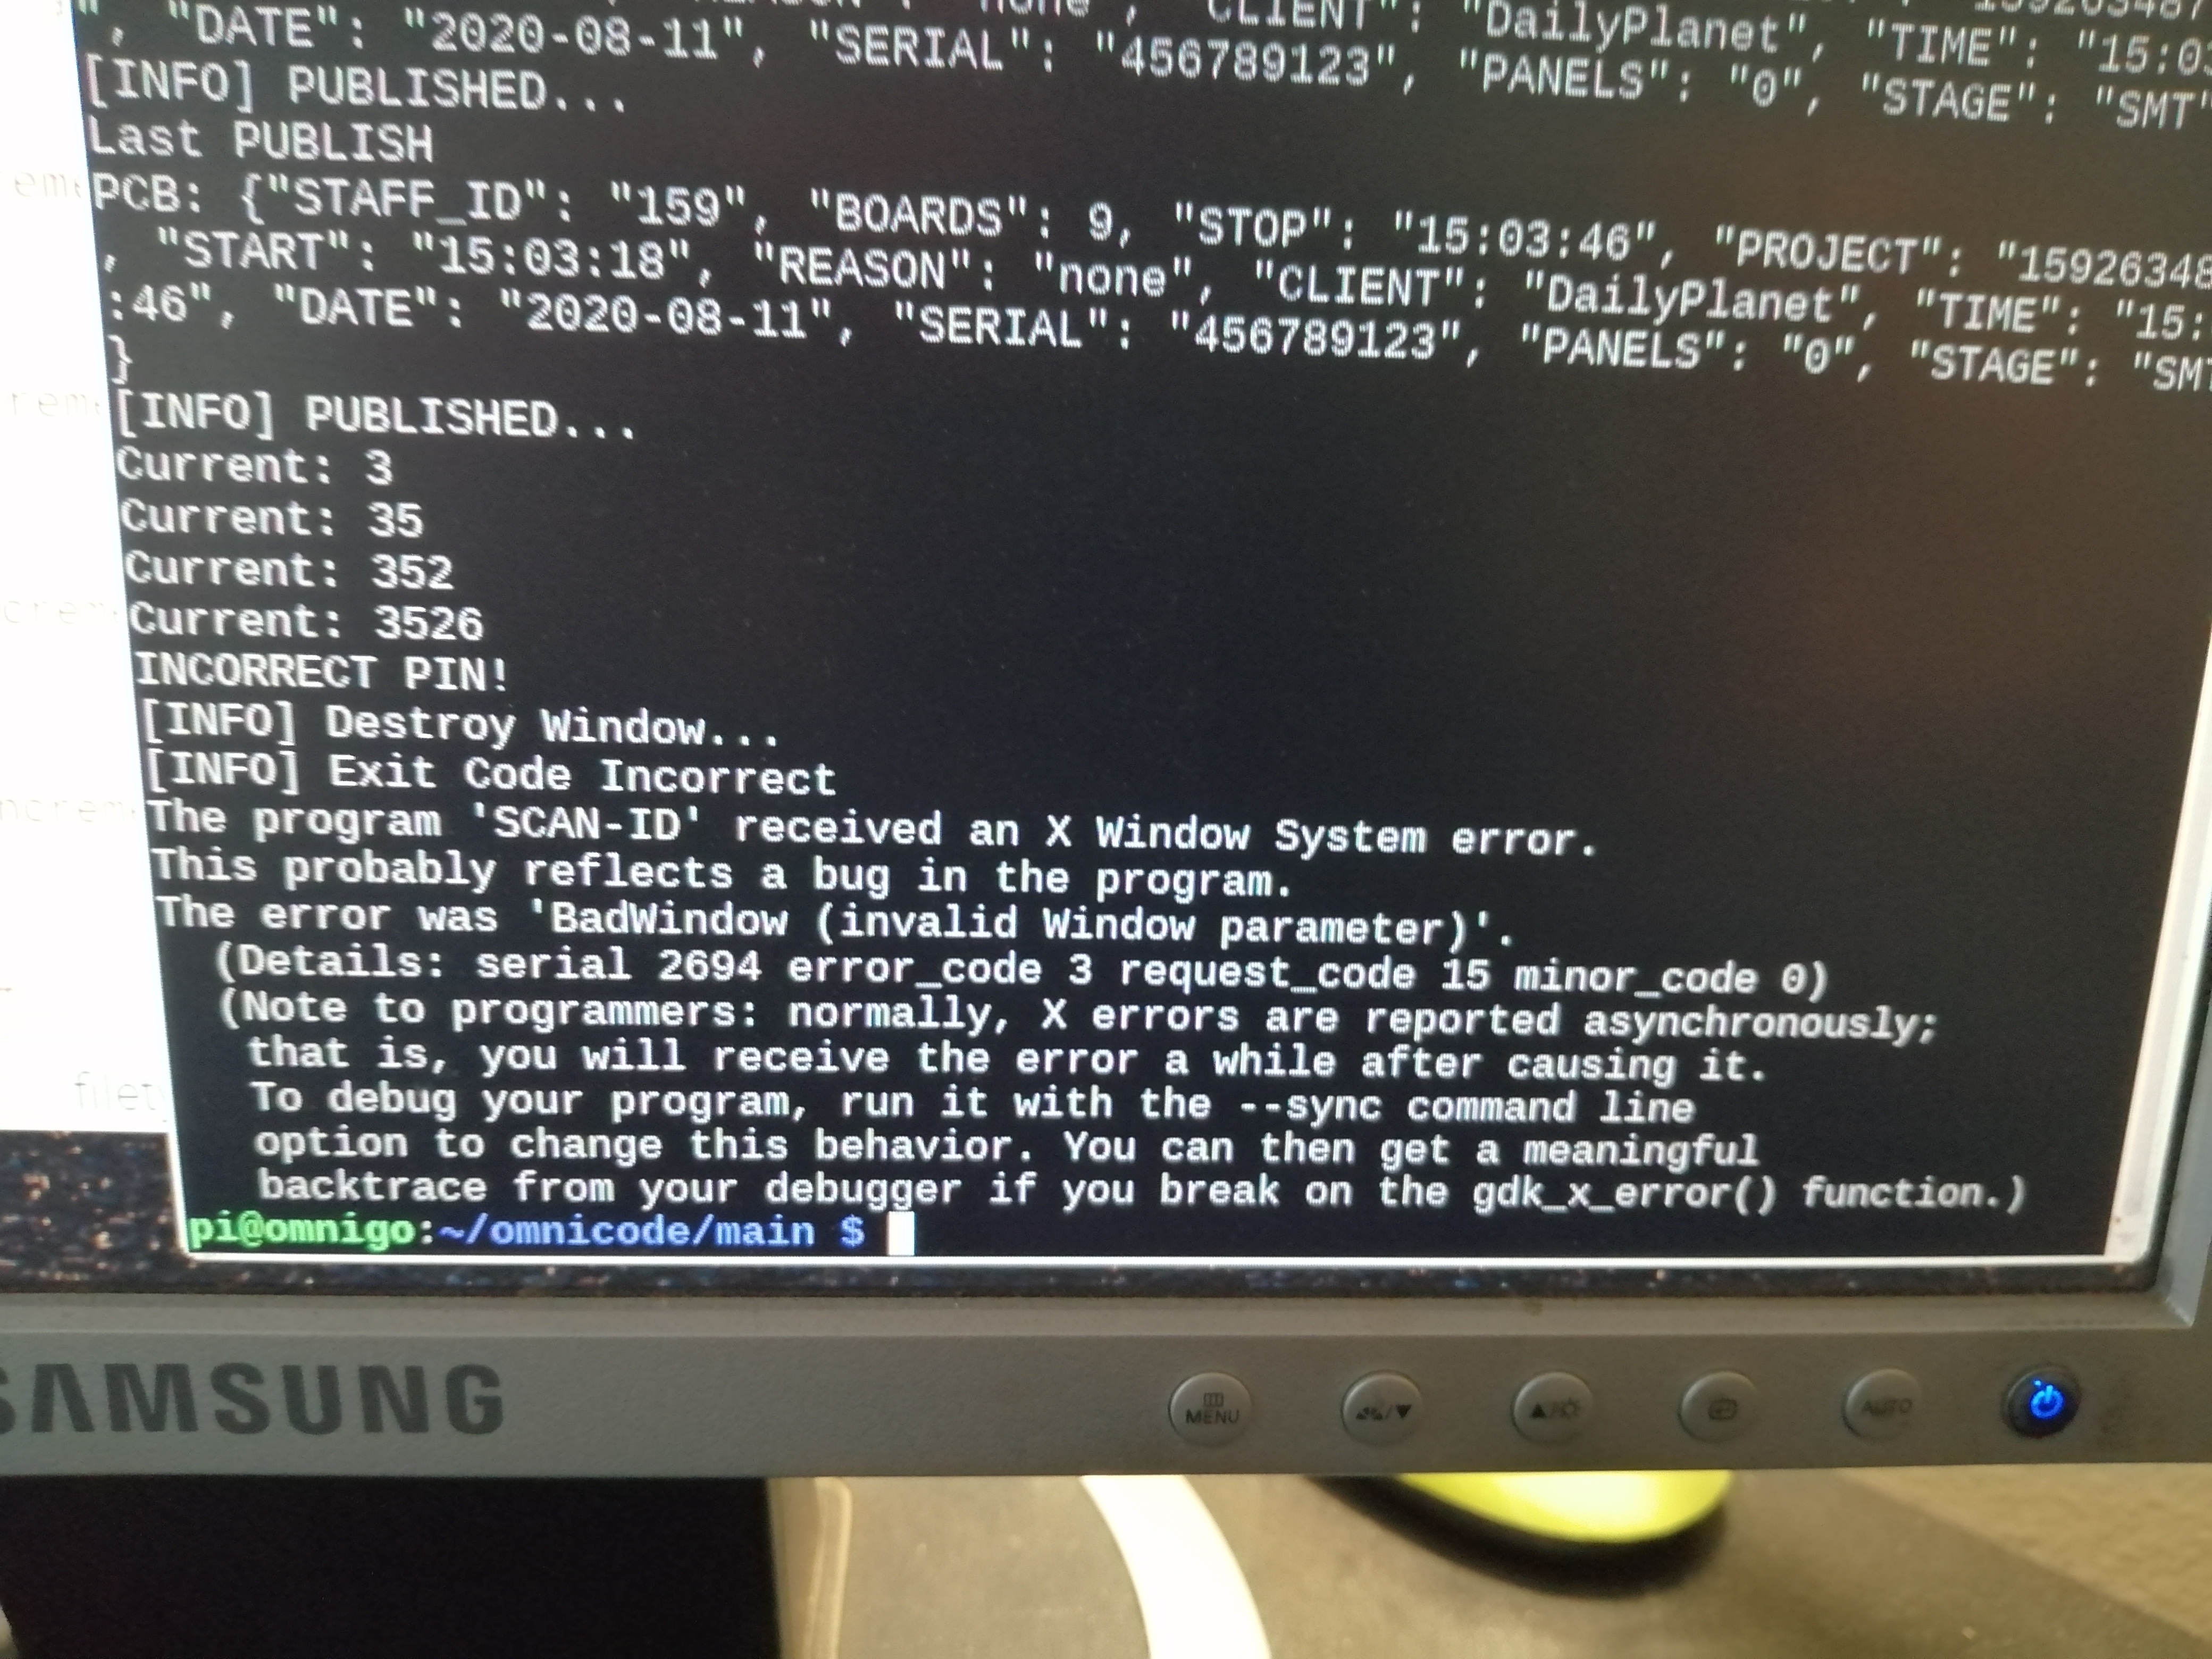 ", "DATE": "2020-08-11", "SERIAL": "456789123", "PANELS": "0", "STAGE": "SMT"
"none", "CLIENT": "DailyPlanet", "TIME": "15:03
[INFO] PUBLISHED...
Last PUBLISH
PCB: {"STAFF_ID": "159", "BOARDS": 9, "STOP": "15:03:46", "PROJECT": "15926348
, "START": "15:03:18", "REASON": "none", "CLIENT": "DailyPlanet", "TIME": "15:
:46", "DATE": "2020-08-11", "SERIAL": "456789123", "PANELS": "0", "STAGE": "SMT
}
[INFO] PUBLISHED...
Current: 3
Current: 35
Current: 352
Current: 3526
INCORRECT PIN!
[INFO] Destroy Window...
[INFO] Exit Code Incorrect
The program 'SCAN-ID' received an X Window System error.
This probably reflects a bug in the program.
The error was 'BadWindow (invalid Window parameter)'.
(Details: serial 2694 error_code 3 request_code 15 minor_code 0)
(Note to programmers: normally, X errors are reported asynchronously;
that is, you will receive the error a while after causing it.
To debug your program, run it with the --sync command line
option to change this behavior. You can then get a meaningful
backtrace from your debugger if you break on the gdk_x_error() function.)
pi@omnigo:~/omnicode/main $
SAMSUNG
MENU
AUTO